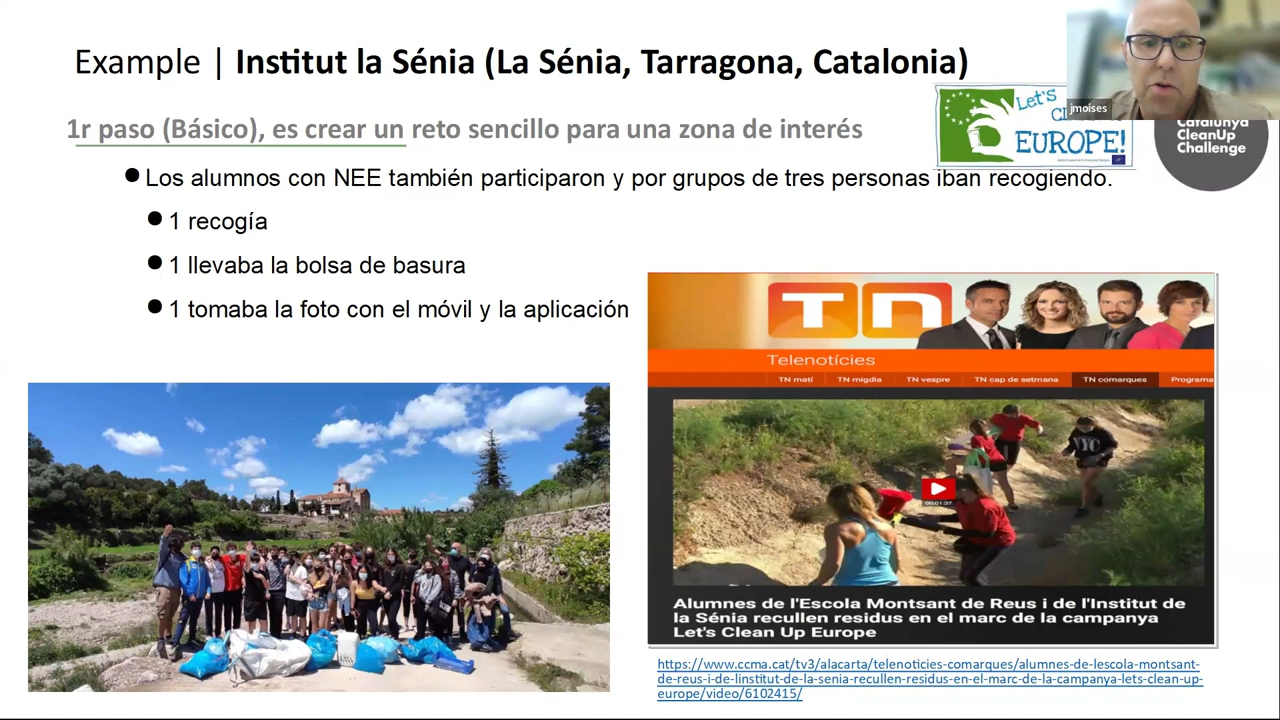 Example | Institut la Sénia (La Sénia, Tarragona, Catalonia)
jmoises
Let's
EUROPE!
Catalunya
CleanUp
Challenge
1r paso (Básico), es crear un reto sencillo para una zona de interés
Los alumnos con NEE también participaron y por grupos de tres personas iban recogiendo.
1 recogía
1 llevaba la bolsa de basura
1 tomaba la foto con el móvil y la aplicación
Tn
Telenotícies
TN matí TN migdia TN vespre TN cap de setmana TN comarques Programa
NYC
00:01:37
Alumnes de l'Escola Montsant de Reus i de l'Institut de
la Sénia recullen residus en el marc de la campanya
Let's Clean Up Europe
https://www.ccma.cat/tv3/alacarta/telenoticies-comarques/alumnes-de-lescola-montsant-
de-reus-i-de-linstitut-de-la-senia-recullen-residus-en-el-marc-de-la-campanya-lets-clean-up-
europe/video/6102415/